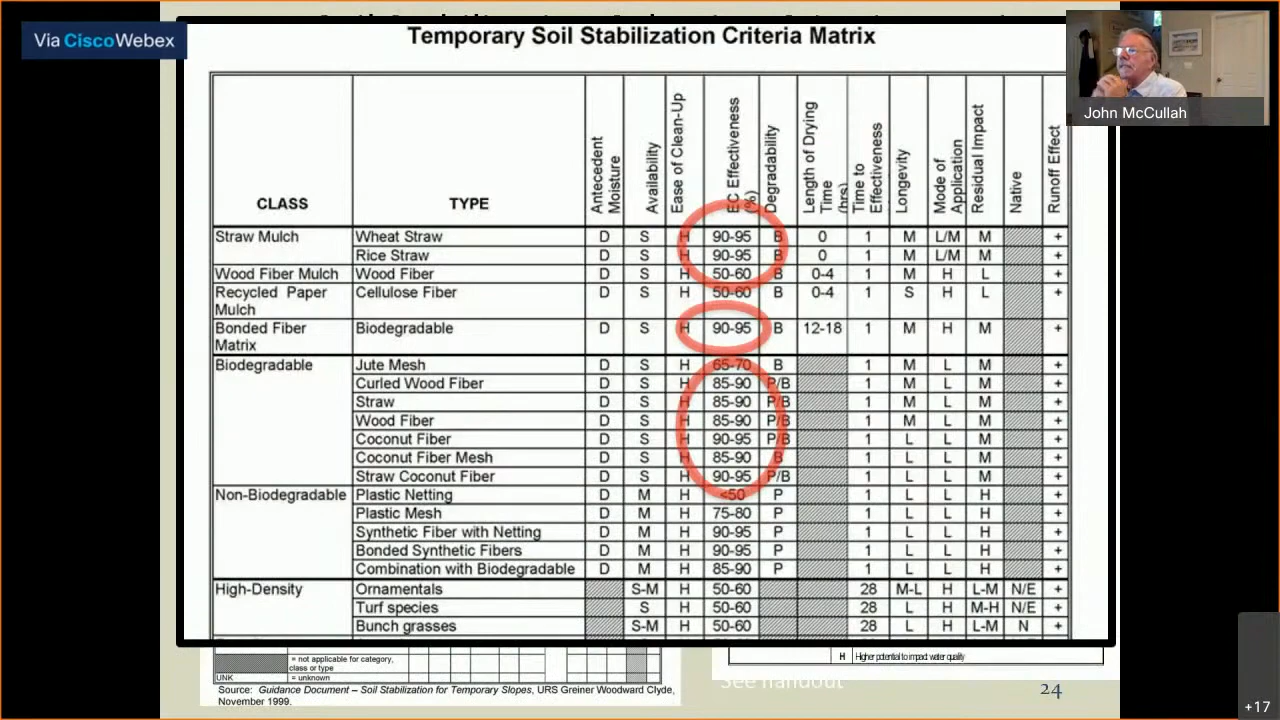 Via CiscoWebex
Temporary Soil Stabilization Criteria Matrix
John McCullah
CLASS TYPE Antecedent Moisture Availability Ease of Clean-Up EC Effectiveness (%) Degradability Length of Drying Time (hrs) Time to Effectiveness Longevity Mode of Application Residual Impact Native Runoff Effect
Straw Mulch Wheat Straw D S H 90-95 B 0 1 M L/M M +
Rice Straw D S H 90-95 B 0 1 M L/M M +
Wood Fiber Mulch Wood Fiber D S H 50-60 B 0-4 1 M H L +
Recycled Paper Cellulose Fiber D S H 50-60 B 0-4 1 S H L +
Mulch
Bonded Fiber Biodegradable D S H 90-95 B 12-18 1 M H M +
Matrix
Biodegradable Jute Mesh D S H 65-70 B 1 M L M +
Curled Wood Fiber D S H 85-90 P/B 1 M L M +
Straw D S H 85-90 P/B 1 M L M +
Wood Fiber D S H 85-90 P/B 1 M L M +
Coconut Fiber D S H 90-95 P/B 1 L L M +
Coconut Fiber Mesh D S H 85-90 B 1 L L M +
Straw Coconut Fiber D S H 90-95 P/B 1 L L M +
Non-Biodegradable Plastic Netting D M H <50 P 1 L L H +
Plastic Mesh D M H 75-80 P 1 L L H +
Synthetic Fiber with Netting D M H 90-95 P 1 L L H +
Bonded Synthetic Fibers D M H 90-95 P 1 L L H +
Combination with Biodegradable D M H 85-90 P 1 L L H +
High-Density Ornamentals S-M H 50-60 28 M-L H L-M N/E +
Turf species S H 50-60 28 L H M-H N/E +
Bunch grasses S-M H 50-60 28 L H L-M N +
= not applicable for category,
class or type
UNK = unknown
Source: Guidance Document – Soil Stabilization for Temporary Slopes, URS Greiner Woodward Clyde,
November 1999.
H Higher potential to impact water quality
See handout
24
+17